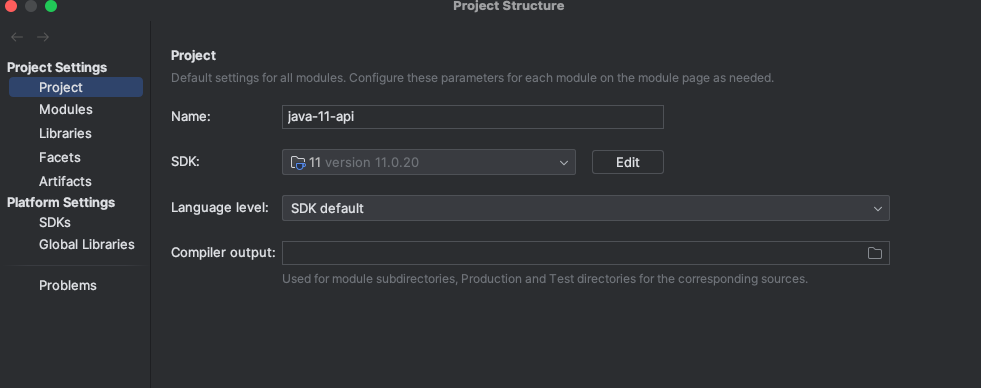 Project Structure
Project Settings
Project
Modules
Libraries
Facets
Artifacts
Platform Settings
SDKs
Global Libraries
Problems
Project
Default settings for all modules. Configure these parameters for each module on the module page as needed.
Name: java-11-api
SDK: 11 version 11.0.20 Edit
Language level: SDK default
Compiler output:
Used for module subdirectories, Production and Test directories for the corresponding sources.